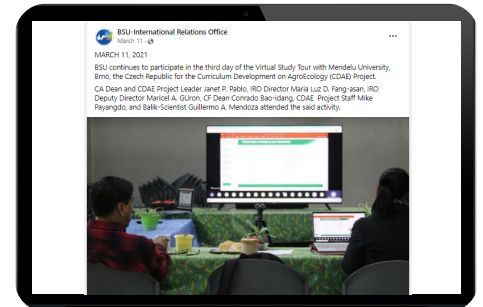 BSU-International Relations Office
March 11 ·
MARCH 11, 2021
BSU continues to participate in the third day of the Virtual Study Tour with Mendelu University,
Brno, the Czech Republic for the Curriculum Development on AgroEcology (CDAE) Project.
CA Dean and CDAE Project Leader Janet P. Pablo, IRO Director Maria Luz D. Fang-asan, IRO
Deputy Director Maricel A. GUron, CF Dean Conrado Bao-idang, CDAE Project Staff Mike
Payangdo, and Balik-Scientist Guillermo A. Mendoza attended the said activity.